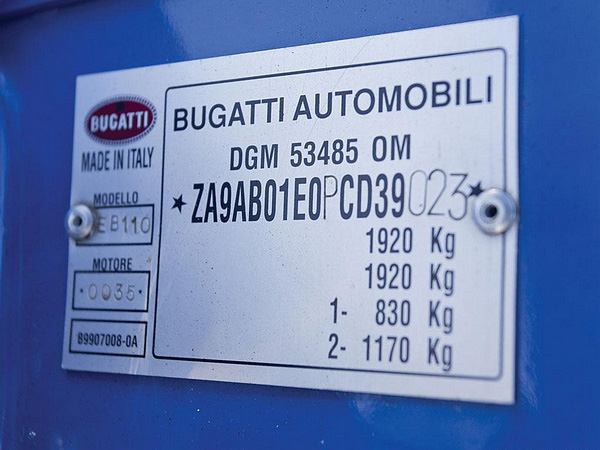 BUGATTI
MADE IN ITALY
MODELLO
EB110
MOTORE
*0035*
89907008-0A
BUGATTI AUTOMOBILI
DGM 53485 OM
★ZA9AB01E0PCD39023★
1920 Kg
1920 Kg
1- 830 Kg
2- 1170 Kg